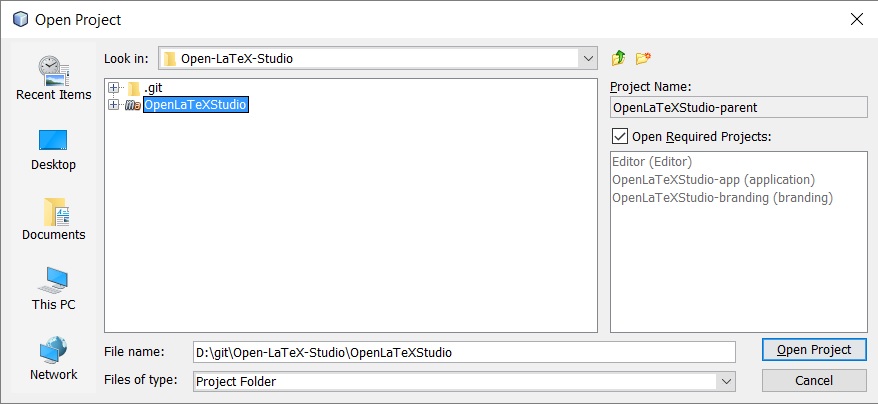 Open Project
Look in:
Open-LaTeX-Studio
Recent Items
Desktop
Documents
This PC
Network
.git
Ma
OpenLaTeXStudio
Project Name:
OpenLaTeXStudio-parent
Open Required Projects:
Editor (Editor)
OpenLaTeXStudio-app (application)
OpenLaTeXStudio-branding (branding)
File name:
D:\git\Open-LaTeX-Studio\OpenLaTeXStudio
Open Project
Files of type:
Project Folder
Cancel